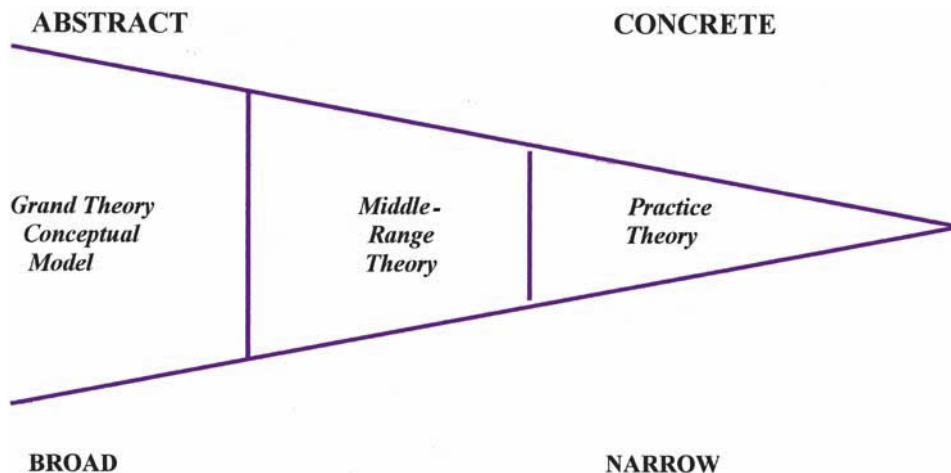 ABSTRACT
CONCRETE
Grand Theory
Conceptual
Model
Middle-
Range
Theory
Practice
Theory
BROAD
NARROW